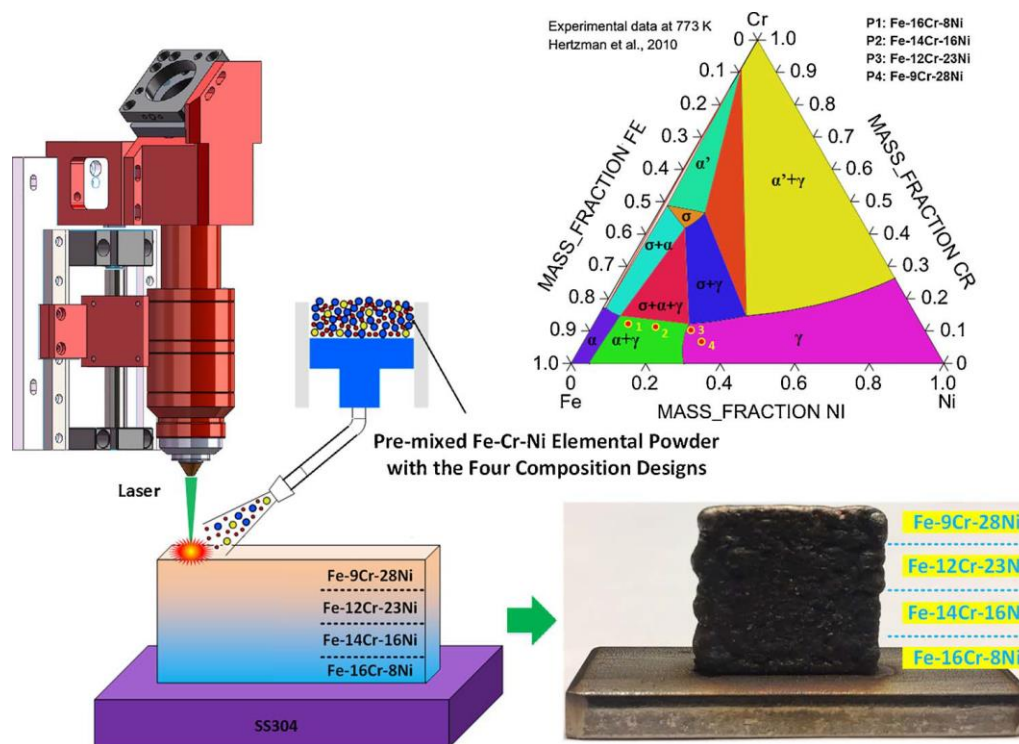 Experimental data at 773 K
Hertzman et al., 2010
P1: Fe-16Cr-8Ni
P2: Fe-14Cr-16Ni
P3: Fe-12Cr-23Ni
P4: Fe-9Cr-28Ni
Cr
0 1.0
0.1 0.9
0.2 0.8
0.3 0.7
0.4 0.6
0.5 0.5
0.6 0.4
0.7 0.3
0.8 0.2
0.9 0.1
1.0 0
MASS_FRACTION FE
MASS_FRACTION CR
α'
α'+γ
σ
σ+α
σ+γ
σ+α+γ
α
α+γ
γ
1
2
3
4
0 0.2 0.4 0.6 0.8 1.0
Fe Ni
MASS_FRACTION NI
Pre-mixed Fe-Cr-Ni Elemental Powder
with the Four Composition Designs
Laser
Fe-9Cr-28Ni
Fe-12Cr-23Ni
Fe-14Cr-16Ni
Fe-16Cr-8Ni
SS304
Fe-9Cr-28Ni
Fe-12Cr-23Ni
Fe-14Cr-16Ni
Fe-16Cr-8Ni